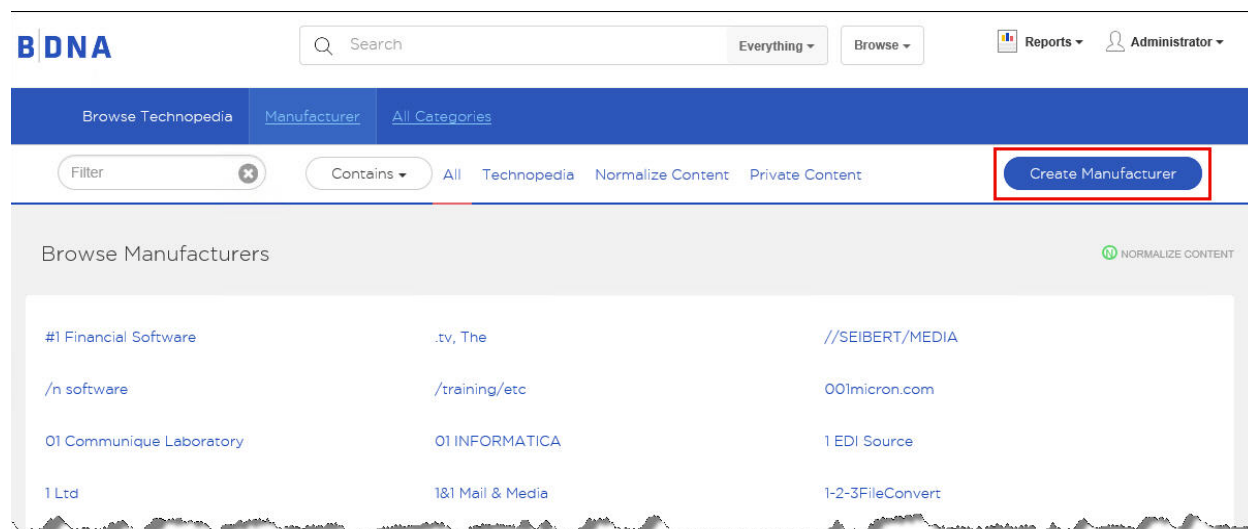 BDNA Search Everything Browse Reports Administrator
Browse Technopedia Manufacturer All Categories
Filter Contains All Technopedia Normalize Content Private Content Create Manufacturer
Browse Manufacturers N NORMALIZE CONTENT
#1 Financial Software .tv, The //SEIBERT/MEDIA
/n software /training/etc 001micron.com
01 Communique Laboratory 01 INFORMATICA 1 EDI Source
1 Ltd 1&1 Mail & Media 1-2-3FileConvert